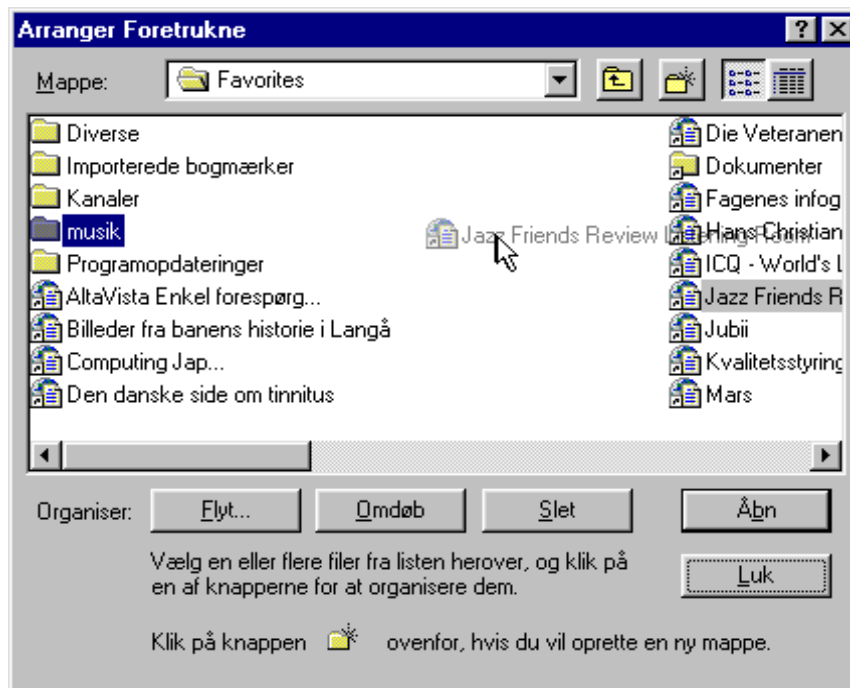 Arranger Foretrukne
Mappe: Favorites
Diverse
Importerede bogmærker
Kanaler
musik
Programopdateringer
AltaVista Enkel forespørg...
Billeder fra banens historie i Langå
Computing Jap...
Den danske side om tinnitus
Jazz Friends Review Listening Room
Die Veteranen
Dokumenter
Fagenes infog
Hans Christian
ICQ - World's L
Jazz Friends R
Jubii
Kvalitetsstyring
Mars
Organiser: Flyt... Omdøb Slet Åbn
Vælg en eller flere filer fra listen herover, og klik på
en af knapperne for at organisere dem.
Luk
Klik på knappen ovenfor, hvis du vil oprette en ny mappe.